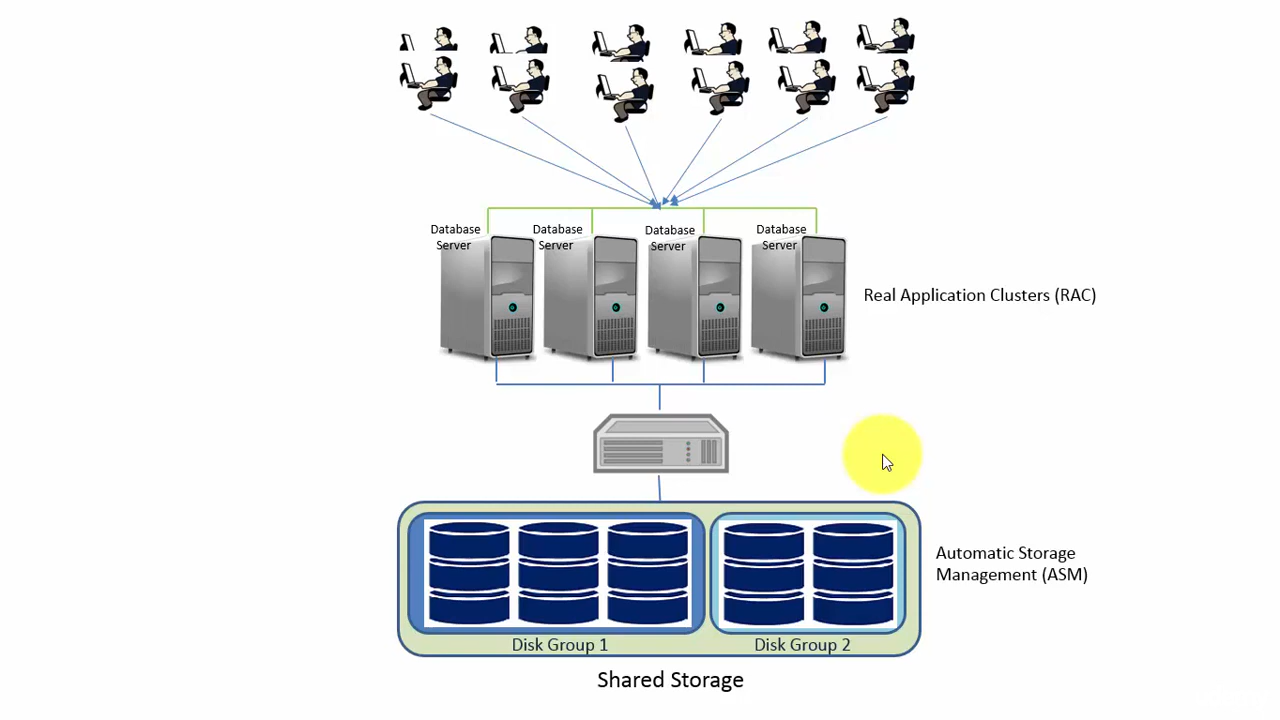 Database
Server
Database
Server
Database
Server
Database
Server
Real Application Clusters (RAC)
Automatic Storage
Management (ASM)
Disk Group 1
Disk Group 2
Shared Storage